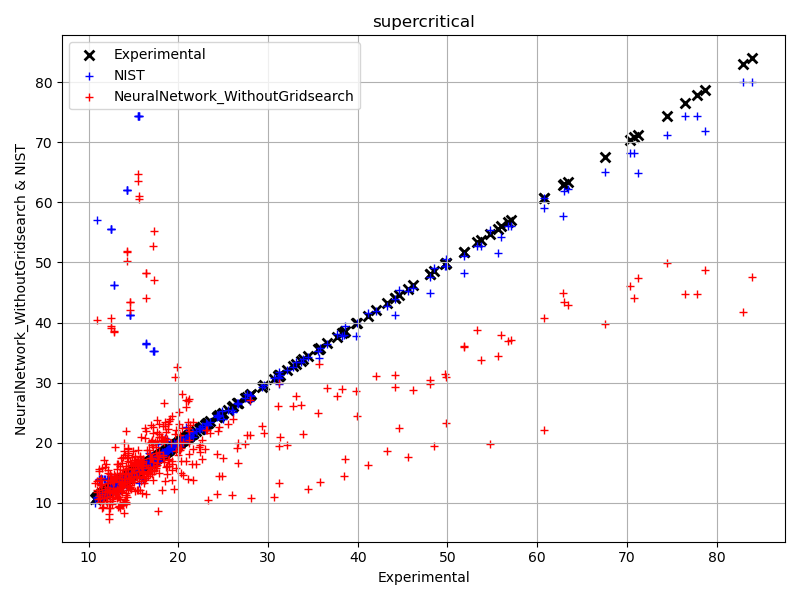 supercritical
Experimental
NIST
NeuralNetwork_WithoutGridsearch
NeuralNetwork_WithoutGridsearch & NIST
80
70
60
50
40
30
20
10
10 20 30 40 50 60 70 80
Experimental